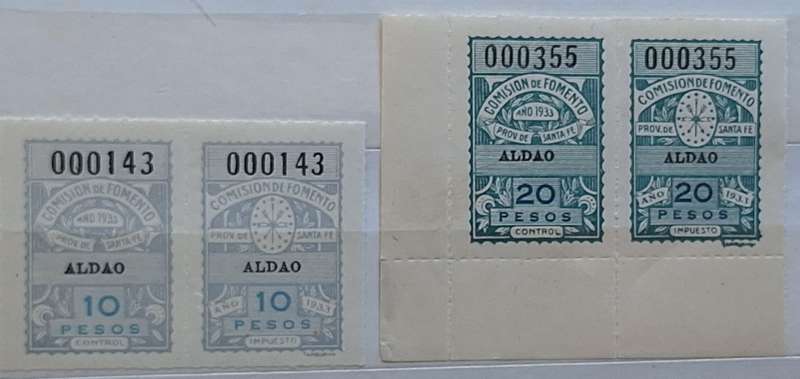 000143
COMISION DE FOMENTO
AÑO 1933
PROV. DE SANTA FE
ALDAO
10
PESOS
CONTROL
000143
COMISION DE FOMENTO
PROV. DE SANTA FE
ALDAO
AÑO 10 1933
PESOS
IMPUESTO
000355
COMISION DE FOMENTO
AÑO 1933
PROV. DE SANTA FE
ALDAO
20
PESOS
CONTROL
000355
COMISION DE FOMENTO
PROV. DE SANTA FE
ALDAO
AÑO 20 1933
PESOS
IMPUESTO